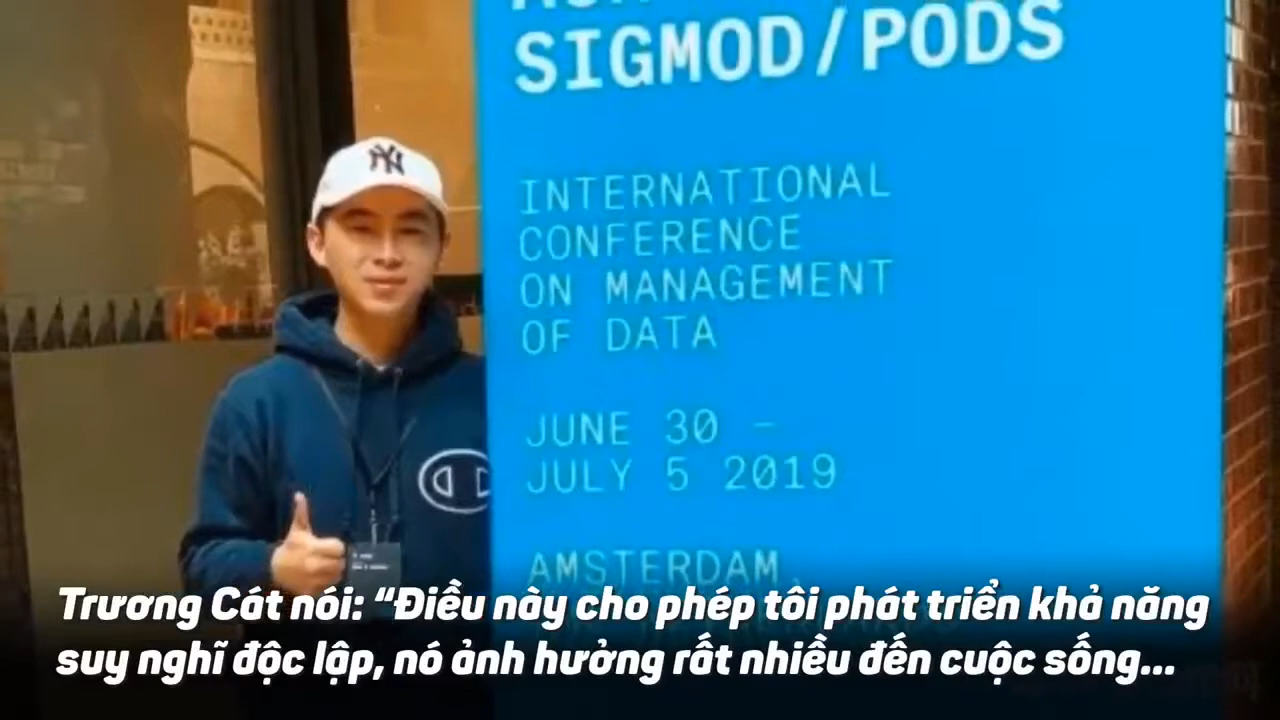 SIGMOD/PODS
INTERNATIONAL
CONFERENCE
ON MANAGEMENT
OF DATA
JUNE 30 –
JULY 5 2019
AMSTERDAM,
NY
Trương Cát nói: “Điều này cho phép tôi phát triển khả năng
suy nghĩ độc lập, nó ảnh hưởng rất nhiều đến cuộc sống...